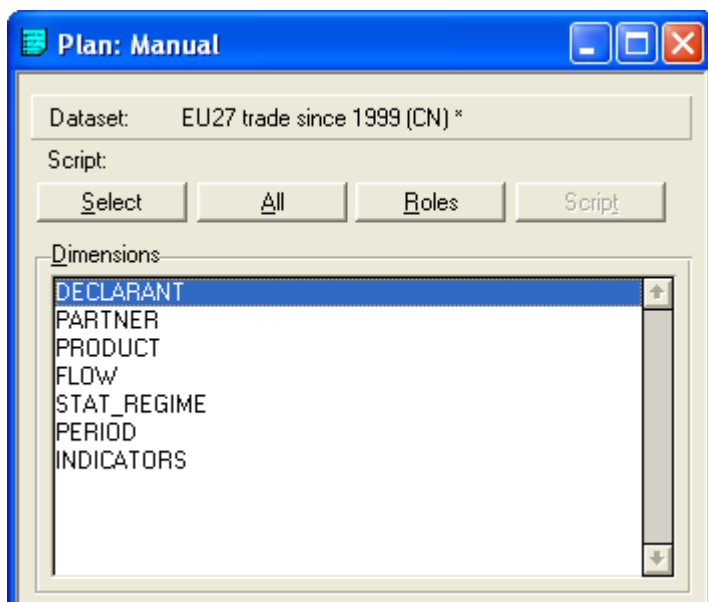 Plan: Manual
Dataset: EU27 trade since 1999 (CN) *
Script:
Select All Roles Script
Dimensions
DECLARANT
PARTNER
PRODUCT
FLOW
STAT_REGIME
PERIOD
INDICATORS